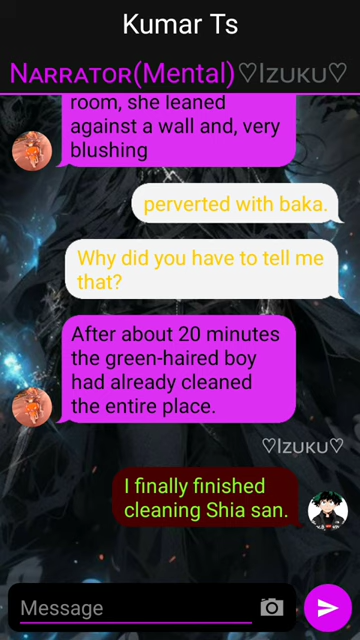 Kumar Ts
Narrator(Mental) ♡Izuku♡
room, she leaned
against a wall and, very
blushing
perverted with baka.
Why did you have to tell me
that?
After about 20 minutes
the green-haired boy
had already cleaned
the entire place.
♡Izuku♡
I finally finished
cleaning Shia san.
Message